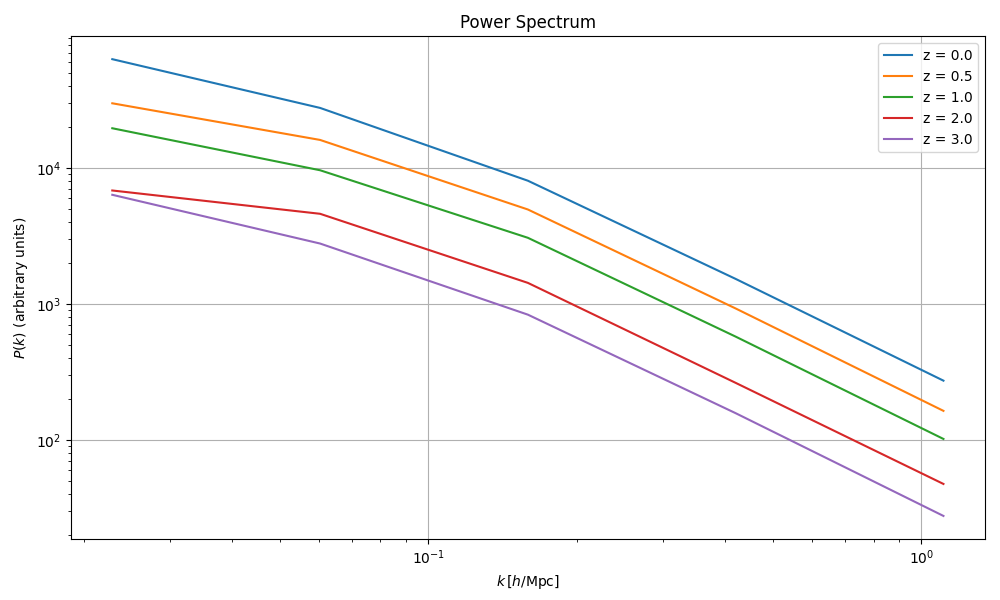 Power Spectrum
z = 0.0
z = 0.5
z = 1.0
z = 2.0
z = 3.0
P(k) (arbitrary units)
10⁴
10³
10²
10⁻¹
10⁰
k [h/Mpc]